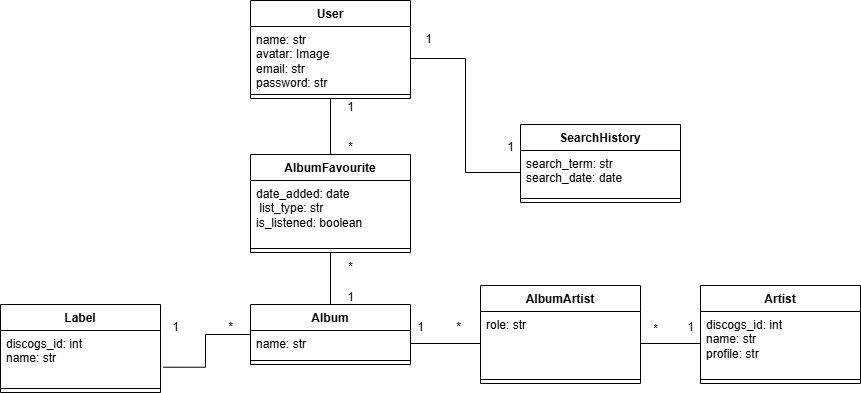 User
name: str
avatar: Image
email: str
password: str
1
1
*
1
SearchHistory
search_term: str
search_date: date
AlbumFavourite
date_added: date
list_type: str
is_listened: boolean
*
1
Label
discogs_id: int
name: str
1
*
Album
name: str
1
*
AlbumArtist
role: str
*
1
Artist
discogs_id: int
name: str
profile: str